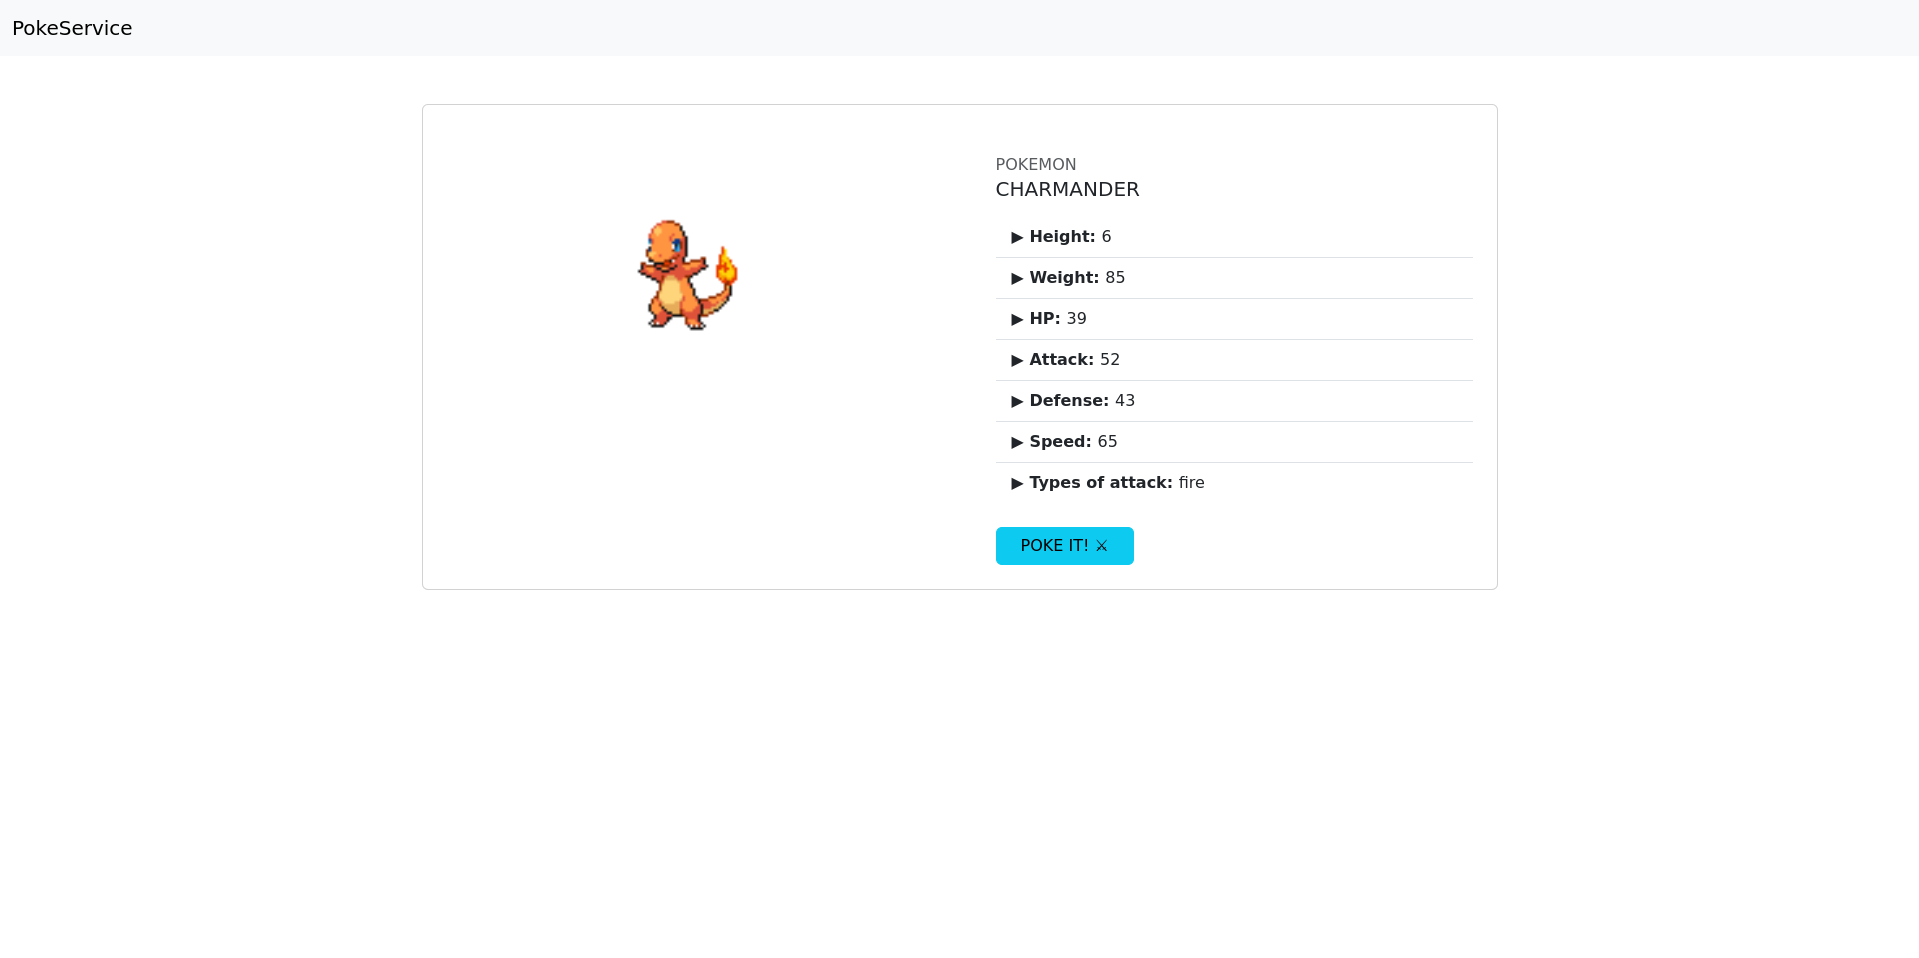 PokeService
POKEMON
CHARMANDER
▶ Height: 6
▶ Weight: 85
▶ HP: 39
▶ Attack: 52
▶ Defense: 43
▶ Speed: 65
▶ Types of attack: fire
POKE IT! ⚔